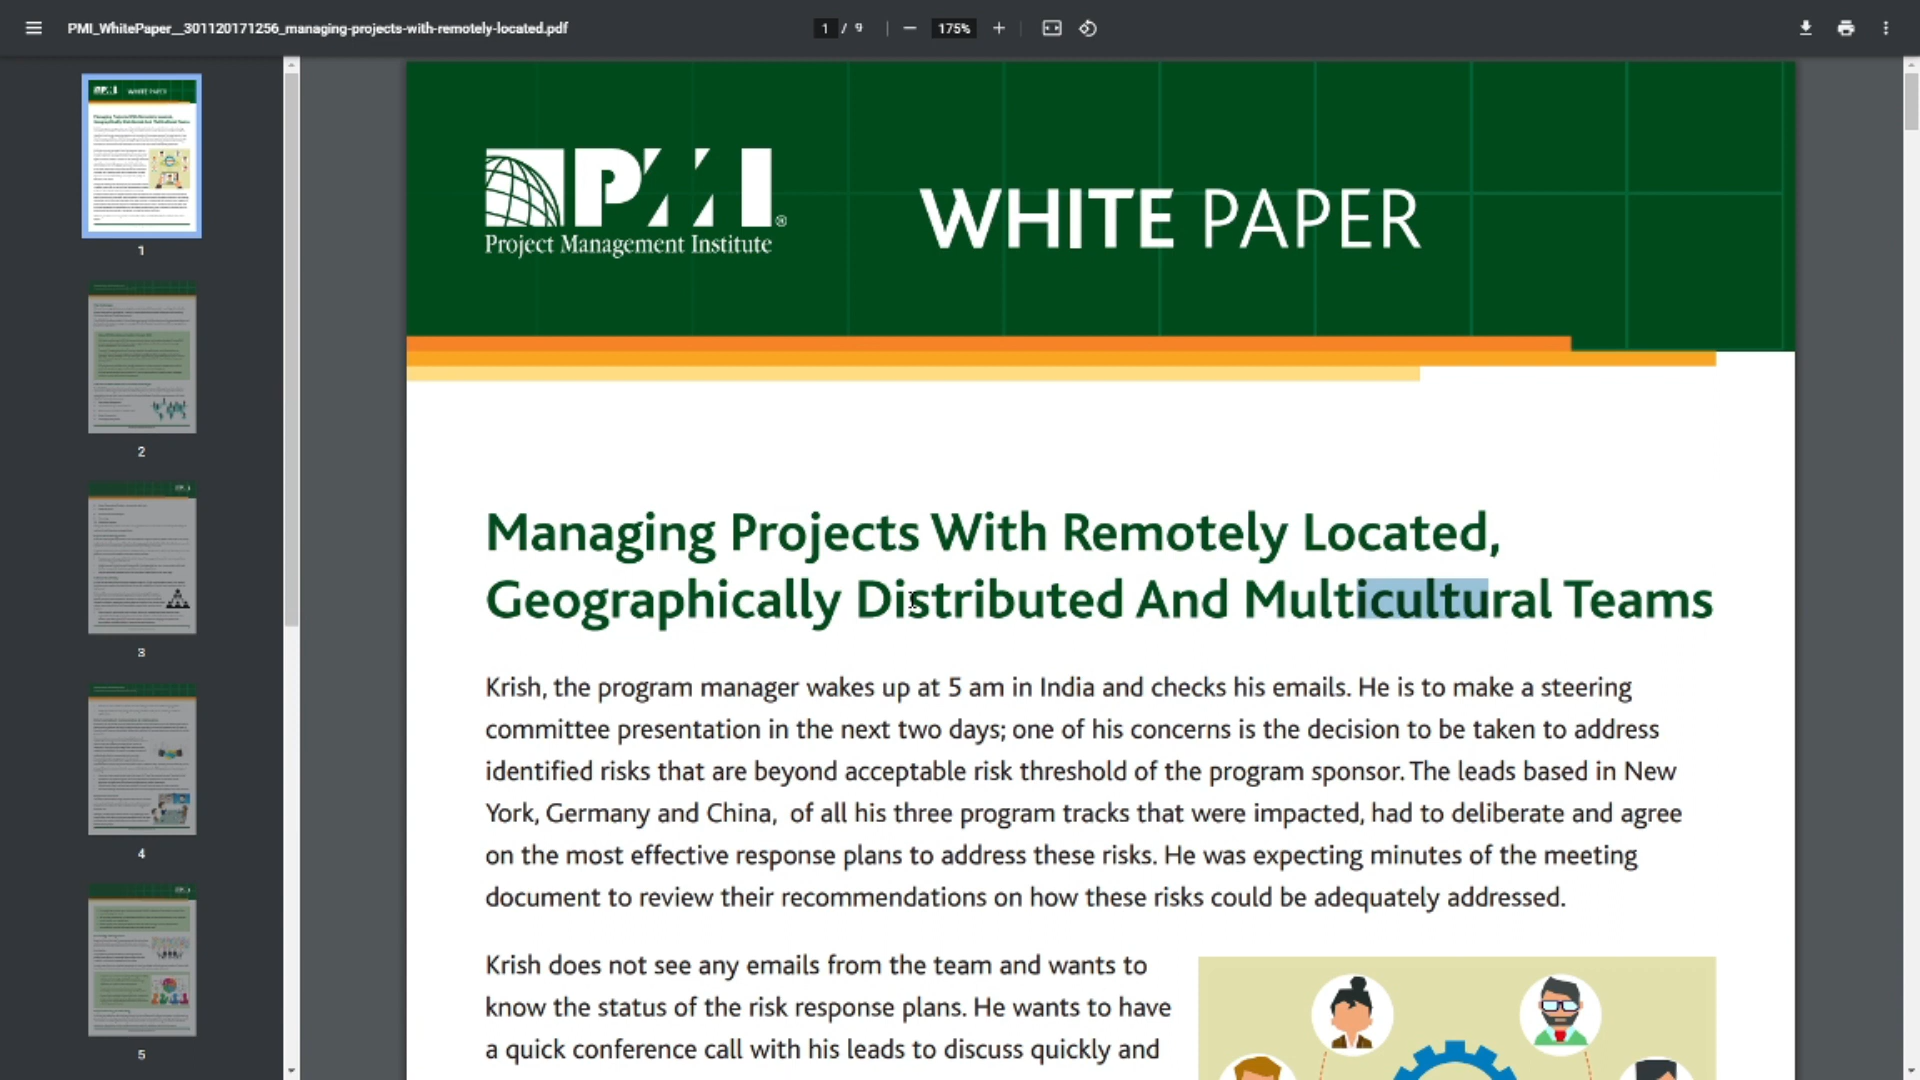 PMI_WhitePaper__301120171256_managing-projects-with-remotely-located.pdf
1 / 9
175%
PMI®
Project Management Institute
WHITE PAPER
Managing Projects With Remotely Located,
Geographically Distributed And Multicultural Teams
Krish, the program manager wakes up at 5 am in India and checks his emails. He is to make a steering
committee presentation in the next two days; one of his concerns is the decision to be taken to address
identified risks that are beyond acceptable risk threshold of the program sponsor. The leads based in New
York, Germany and China, of all his three program tracks that were impacted, had to deliberate and agree
on the most effective response plans to address these risks. He was expecting minutes of the meeting
document to review their recommendations on how these risks could be adequately addressed.
Krish does not see any emails from the team and wants to
know the status of the risk response plans. He wants to have
a quick conference call with his leads to discuss quickly and
1
2
3
4
5